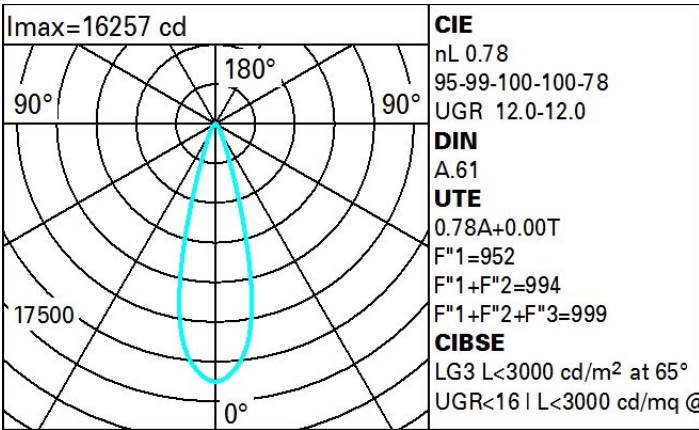 Imax=16257 cd
180°
90°
90°
17500
0°
CIE
nL 0.78
95-99-100-100-78
UGR 12.0-12.0
DIN
A.61
UTE
0.78A+0.00T
F"1=952
F"1+F"2=994
F"1+F"2+F"3=999
CIBSE
LG3 L<3000 cd/m² at 65°
UGR<16 | L<3000 cd/mq @